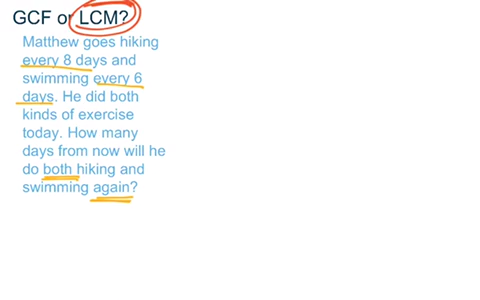 GCF or LCM?
Matthew goes hiking
every 8 days and
swimming every 6
days. He did both
kinds of exercise
today. How many
days from now will he
do both hiking and
swimming again?